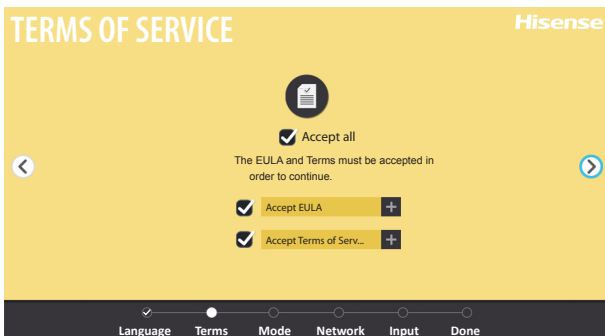 TERMS OF SERVICE
Hisense
Accept all
The EULA and Terms must be accepted in
order to continue.
Accept EULA
Accept Terms of Serv...
Language Terms Mode Network Input Done